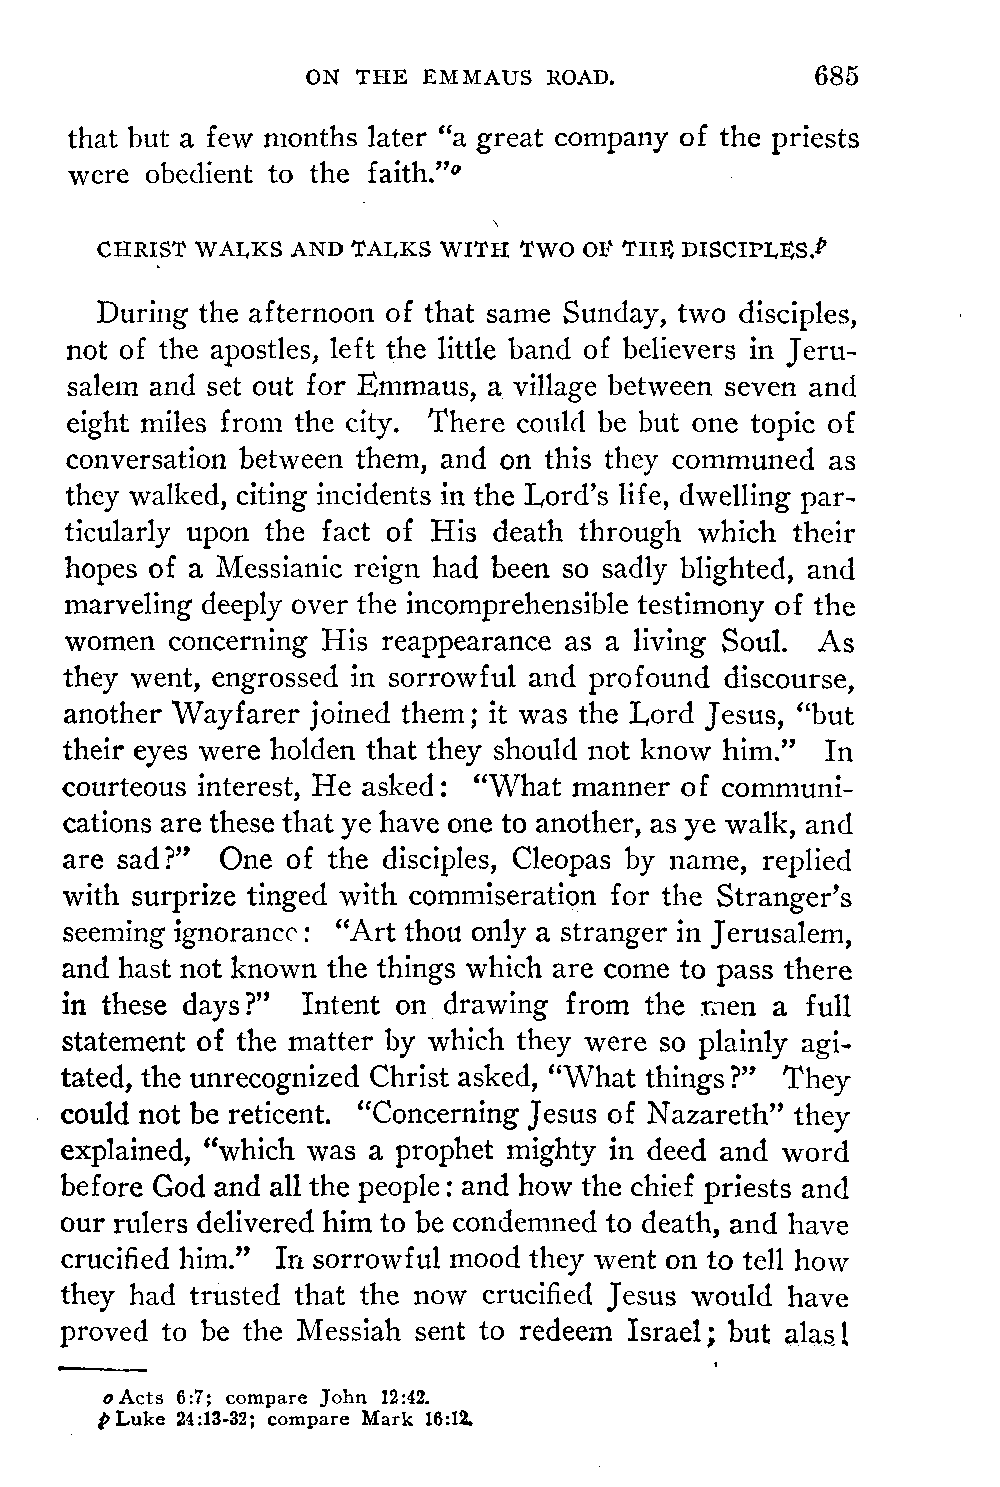 ON THE EMMAUS ROAD. 685
that but a few months later "a great company of the priests
were obedient to the faith."o
CHRIST WALKS AND TALKS WITH TWO OF THE DISCIPLES.p
During the afternoon of that same Sunday, two disciples,
not of the apostles, left the little band of believers in Jeru-
salem and set out for Emmaus, a village between seven and
eight miles from the city. There could be but one topic of
conversation between them, and on this they communed as
they walked, citing incidents in the Lord's life, dwelling par-
ticularly upon the fact of His death through which their
hopes of a Messianic reign had been so sadly blighted, and
marveling deeply over the incomprehensible testimony of the
women concerning His reappearance as a living Soul. As
they went, engrossed in sorrowful and profound discourse,
another Wayfarer joined them; it was the Lord Jesus, "but
their eyes were holden that they should not know him." In
courteous interest, He asked: "What manner of communi-
cations are these that ye have one to another, as ye walk, and
are sad?" One of the disciples, Cleopas by name, replied
with surprize tinged with commiseration for the Stranger's
seeming ignorance: "Art thou only a stranger in Jerusalem,
and hast not known the things which are come to pass there
in these days?" Intent on drawing from the men a full
statement of the matter by which they were so plainly agi-
tated, the unrecognized Christ asked, "What things?" They
could not be reticent. "Concerning Jesus of Nazareth" they
explained, "which was a prophet mighty in deed and word
before God and all the people: and how the chief priests and
our rulers delivered him to be condemned to death, and have
crucified him." In sorrowful mood they went on to tell how
they had trusted that the now crucified Jesus would have
proved to be the Messiah sent to redeem Israel; but alas!
o Acts 6:7; compare John 12:42.
p Luke 24:13-32; compare Mark 16:12.